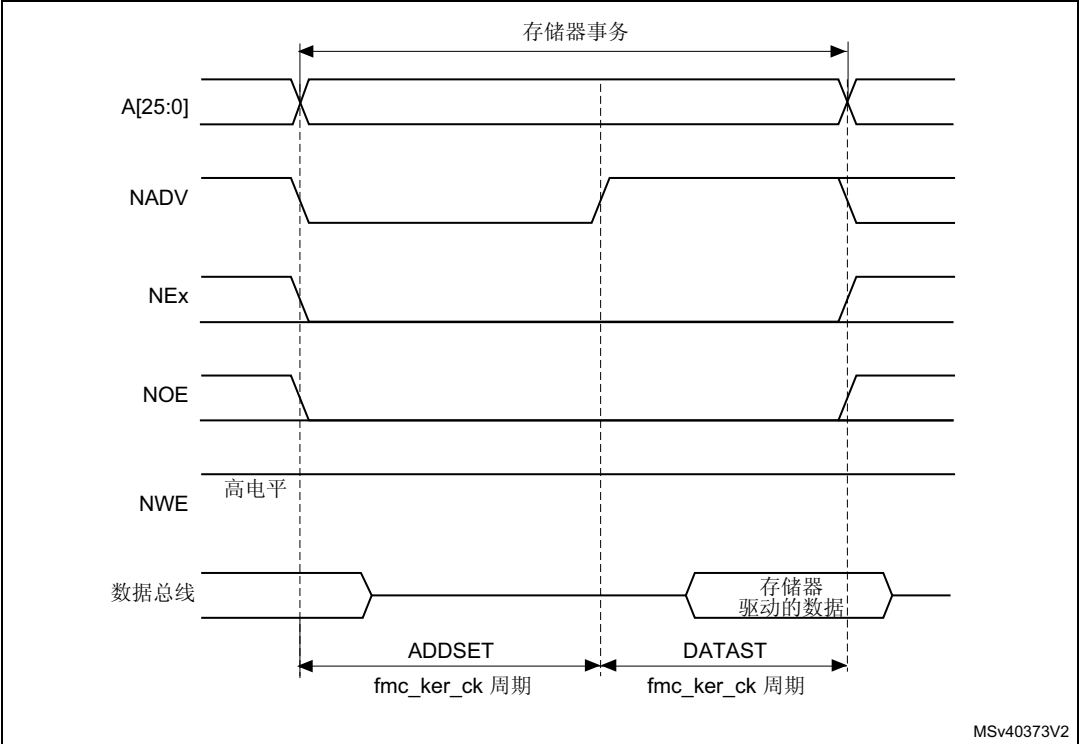 存储器事务
A[25:0]
NADV
NEx
NOE
高电平
NWE
数据总线
存储器
驱动的数据
ADDSET
DATAST
fmc_ker_ck 周期
fmc_ker_ck 周期
MSv40373V2